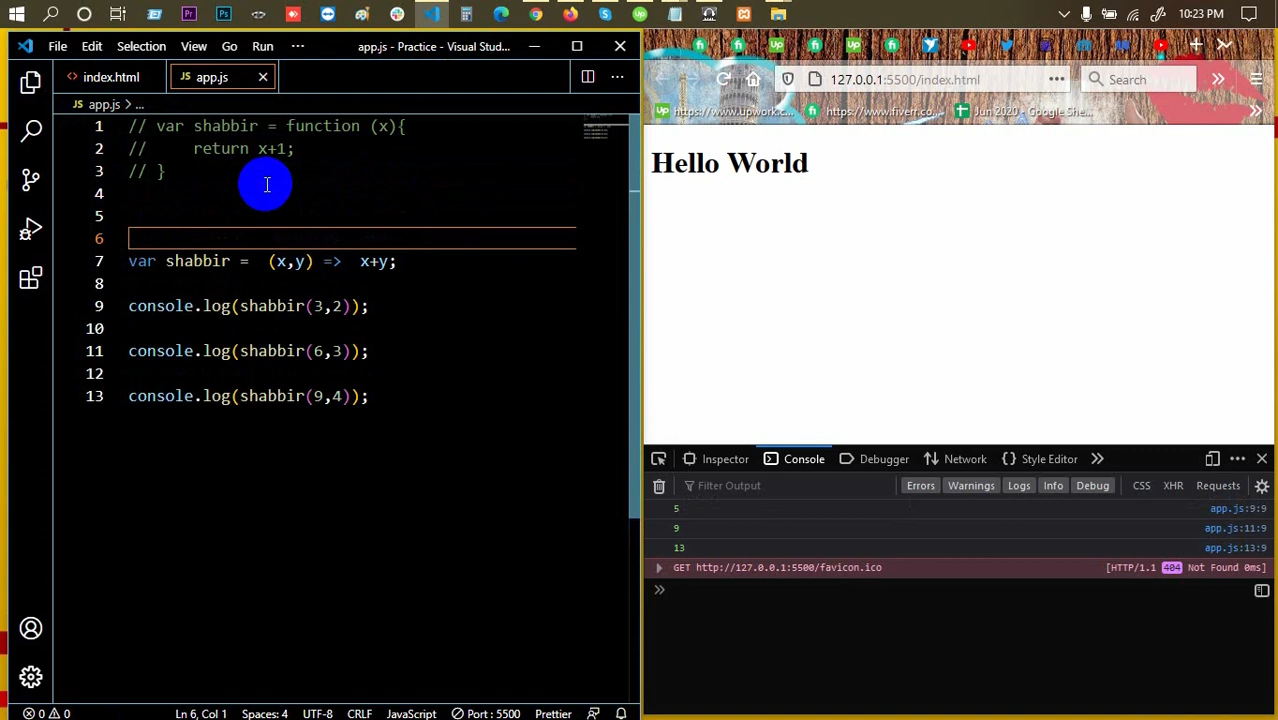 10:23 PM
File Edit Selection View Go Run ··· app.js - Practice - Visual Stud...
index.html app.js
JS app.js > ...
1 // var shabbir = function (x){
2 //     return x+1;
3 // }
4
5
6
7 var shabbir =  (x,y) =>  x+y;
8
9 console.log(shabbir(3,2));
10
11 console.log(shabbir(6,3));
12
13 console.log(shabbir(9,4));
0 0 Ln 6, Col 1 Spaces: 4 UTF-8 CRLF JavaScript Port : 5500 Prettier
127.0.0.1:5500/index.html Search
https://www.upwork.c... https://www.fiverr.co... Jun 2020 - Google She...
Hello World
Inspector Console Debugger Network Style Editor
Filter Output Errors Warnings Logs Info Debug CSS XHR Requests
5 app.js:9:9
9 app.js:11:9
13 app.js:13:9
GET http://127.0.0.1:5500/favicon.ico [HTTP/1.1 404 Not Found 0ms]